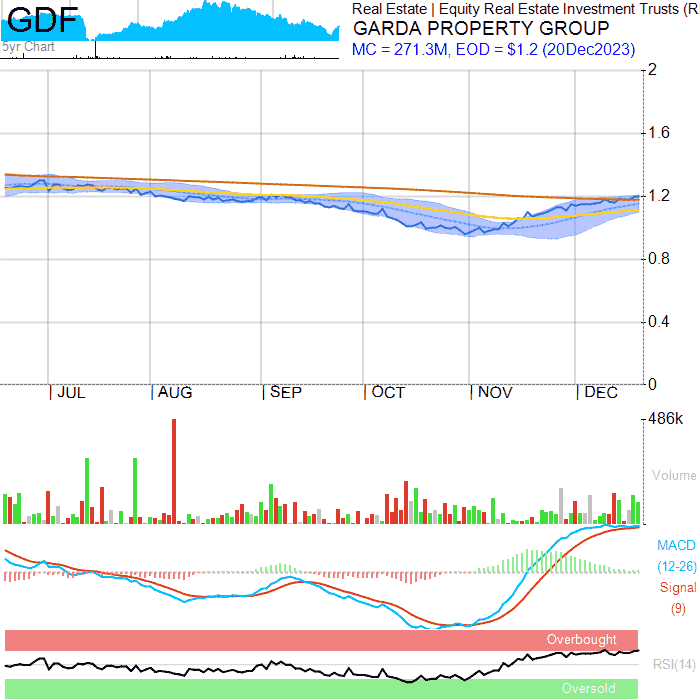 GDF
5yr Chart
Real Estate | Equity Real Estate Investment Trusts (R
GARDA PROPERTY GROUP
MC = 271.3M, EOD = $1.2 (20Dec2023)
2
1.6
1.2
0.8
0.4
0
JUL AUG SEP OCT NOV DEC
486k
Volume
MACD
(12-26)
Signal
(9)
Overbought
RSI(14)
Oversold